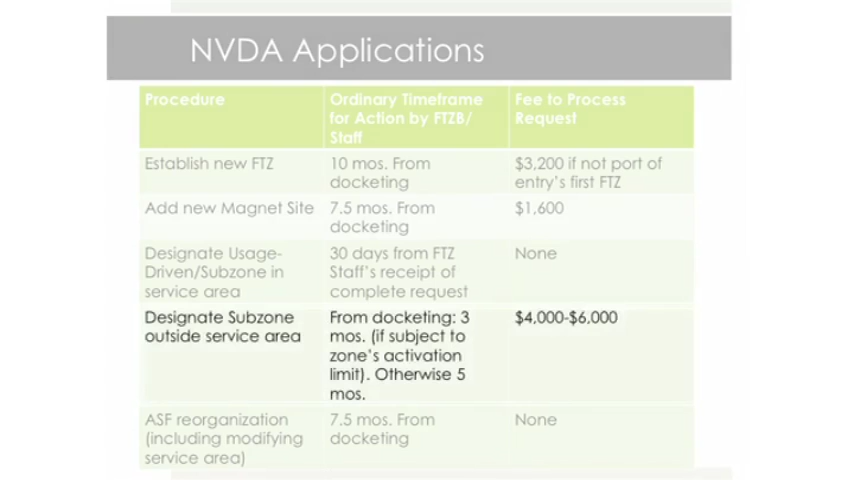 NVDA Applications
Procedure
Ordinary Timeframe
for Action by FTZB/
Staff
Fee to Process
Request
Establish new FTZ
10 mos. From
docketing
$3,200 if not port of
entry's first FTZ
Add new Magnet Site
7.5 mos. From
docketing
$1,600
Designate Usage-
Driven/Subzone in
service area
30 days from FTZ
Staff's receipt of
complete request
None
Designate Subzone
outside service area
From docketing: 3
mos. (if subject to
zone's activation
limit). Otherwise 5
mos.
$4,000-$6,000
ASF reorganization
(including modifying
service area)
7.5 mos. From
docketing
None